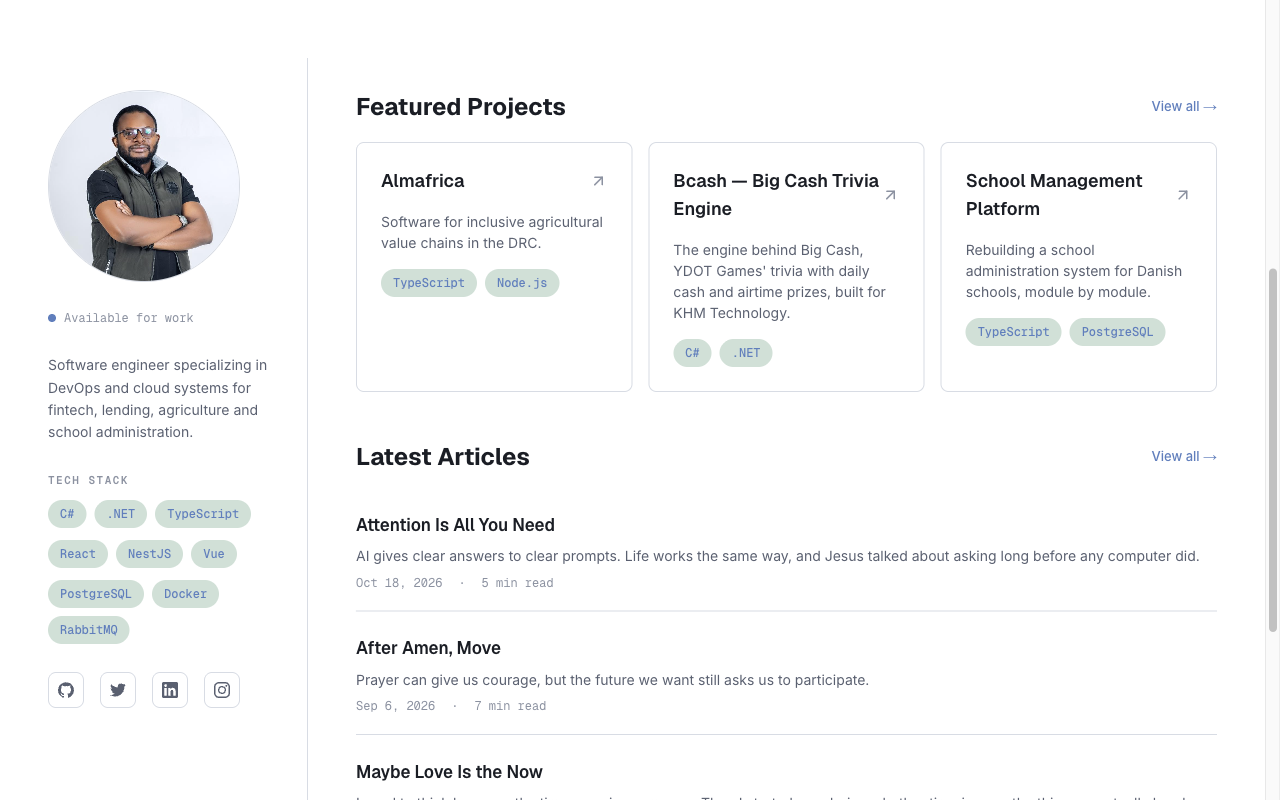 Available for work
Software engineer specializing in
DevOps and cloud systems for
fintech, lending, agriculture and
school administration.
TECH STACK
C#
.NET
TypeScript
React
NestJS
Vue
PostgreSQL
Docker
RabbitMQ
Featured Projects
View all →
Almafrica
Software for inclusive agricultural
value chains in the DRC.
TypeScript
Node.js
Bcash — Big Cash Trivia
Engine
The engine behind Big Cash,
YDOT Games' trivia with daily
cash and airtime prizes, built for
KHM Technology.
C#
.NET
School Management
Platform
Rebuilding a school
administration system for Danish
schools, module by module.
TypeScript
PostgreSQL
Latest Articles
View all →
Attention Is All You Need
AI gives clear answers to clear prompts. Life works the same way, and Jesus talked about asking long before any computer did.
Oct 18, 2026 · 5 min read
After Amen, Move
Prayer can give us courage, but the future we want still asks us to participate.
Sep 6, 2026 · 7 min read
Maybe Love Is the Now